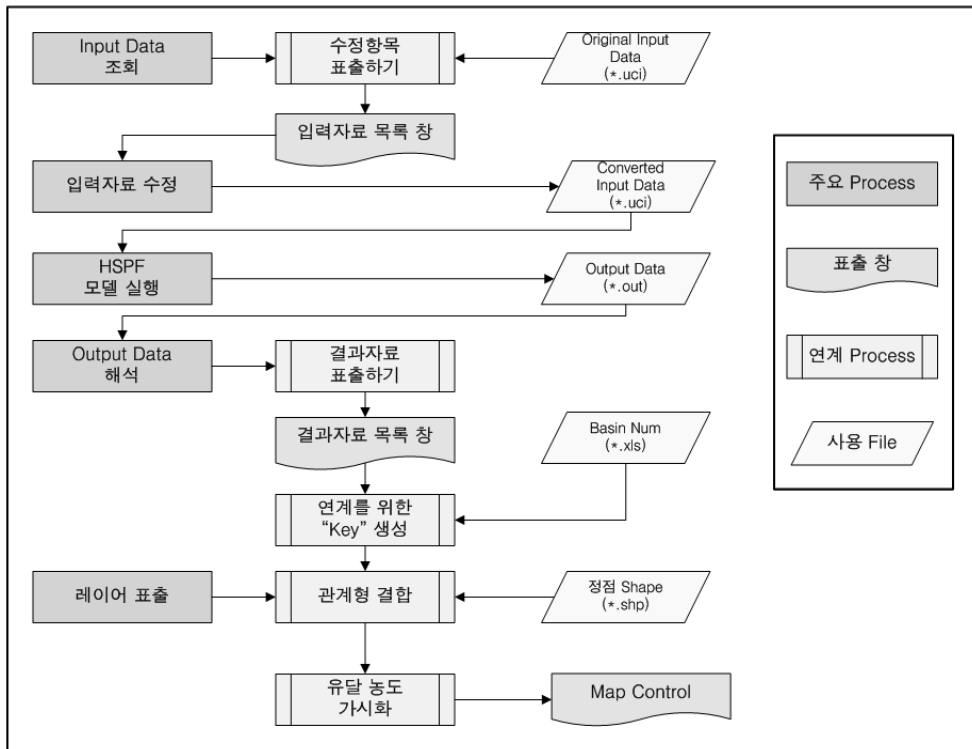 Input Data
조회
수정항목
표출하기
Original Input
Data
(*.uci)
입력자료 목록 창
입력자료 수정
Converted
Input Data
(*.uci)
HSPF
모델 실행
Output Data
(*.out)
Output Data
해석
결과자료
표출하기
결과자료 목록 창
Basin Num
(*.xls)
연계를 위한
“Key” 생성
레이어 표출
관계형 결합
정점 Shape
(*.shp)
유달 농도
가시화
Map Control
주요 Process
표출 창
연계 Process
사용 File